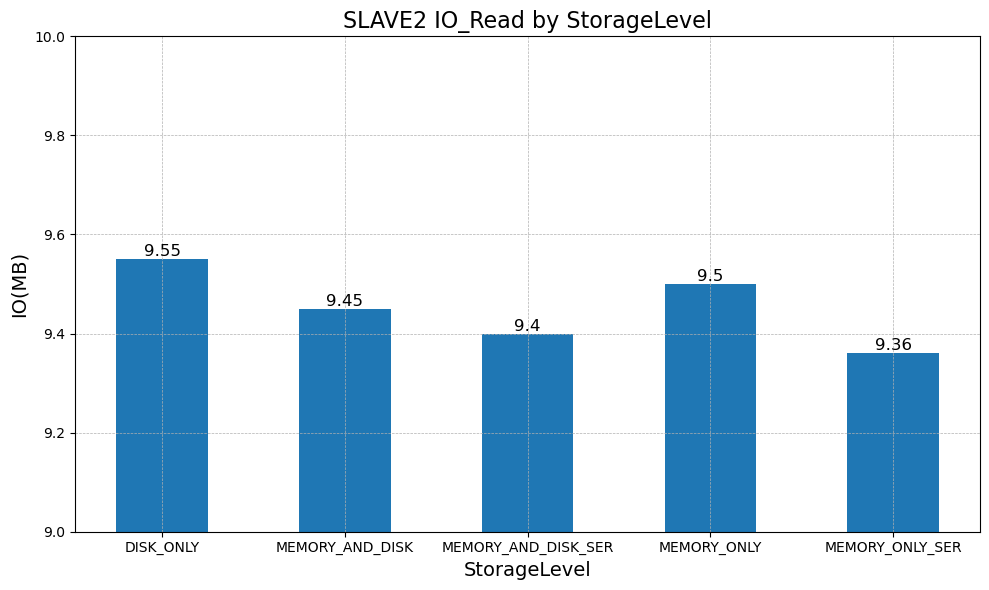 SLAVE2 IO_Read by StorageLevel
IO(MB)
10.0
9.8
9.6
9.4
9.2
9.0
9.55
9.45
9.4
9.5
9.36
DISK_ONLY
MEMORY_AND_DISK
MEMORY_AND_DISK_SER
MEMORY_ONLY
MEMORY_ONLY_SER
StorageLevel